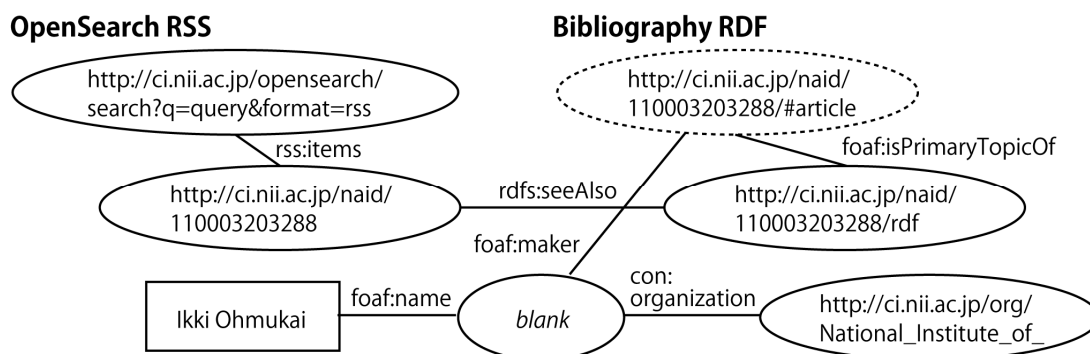 OpenSearch RSS
Bibliography RDF
http://ci.nii.ac.jp/opensearch/
search?q=query&format=rss
http://ci.nii.ac.jp/naid/
110003203288/#article
rss:items
foaf:isPrimaryTopicOf
http://ci.nii.ac.jp/naid/
110003203288
rdfs:seeAlso
http://ci.nii.ac.jp/naid/
110003203288/rdf
foaf:maker
con:
organization
foaf:name
Ikki Ohmukai
blank
http://ci.nii.ac.jp/org/
National_Institute_of_